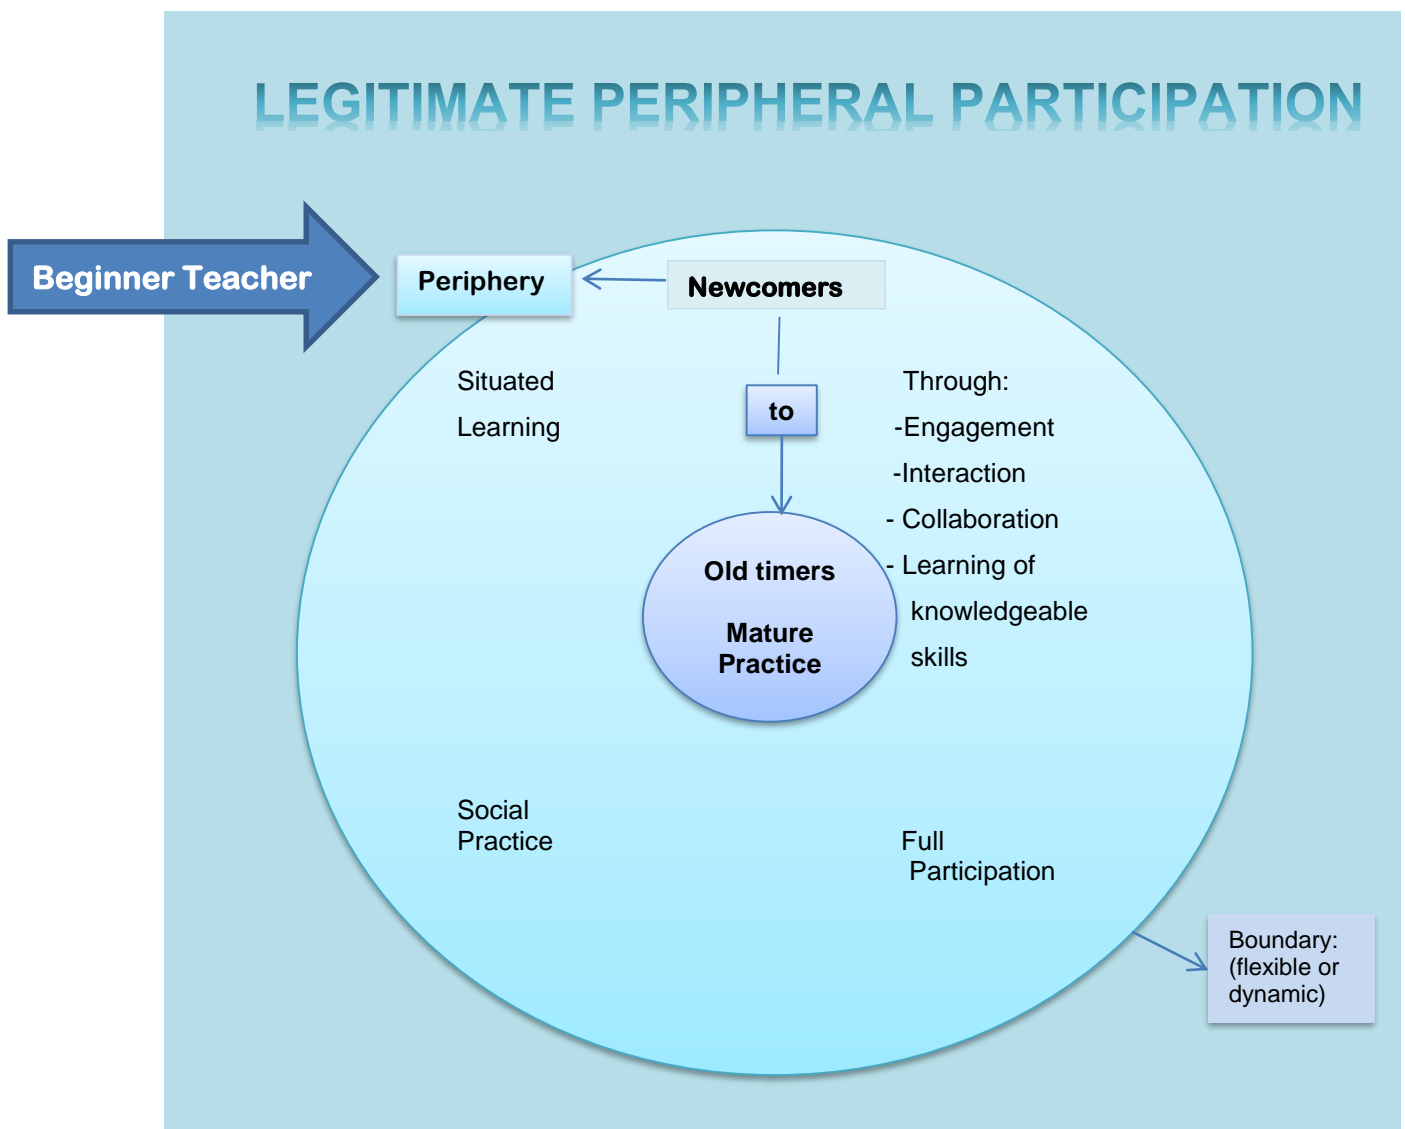 LEGITIMATE PERIPHERAL PARTICIPATION
Beginner Teacher
Periphery
Newcomers
Situated
Learning
to
Through:
-Engagement
-Interaction
- Collaboration
- Learning of
knowledgeable
skills
Old timers
Mature
Practice
Social
Practice
Full
Participation
Boundary:
(flexible or
dynamic)